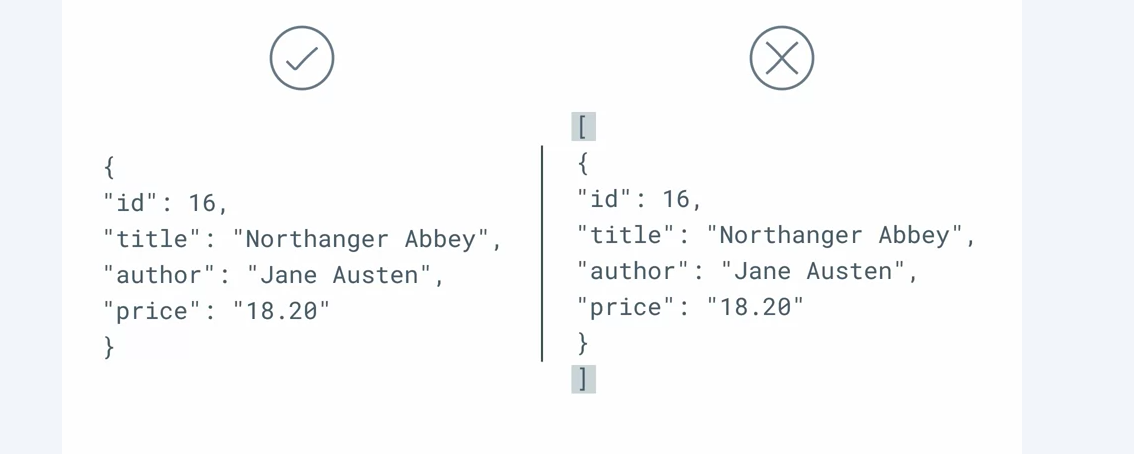 {
"id": 16,
"title": "Northanger Abbey",
"author": "Jane Austen",
"price": "18.20"
}
[
{
"id": 16,
"title": "Northanger Abbey",
"author": "Jane Austen",
"price": "18.20"
}
]